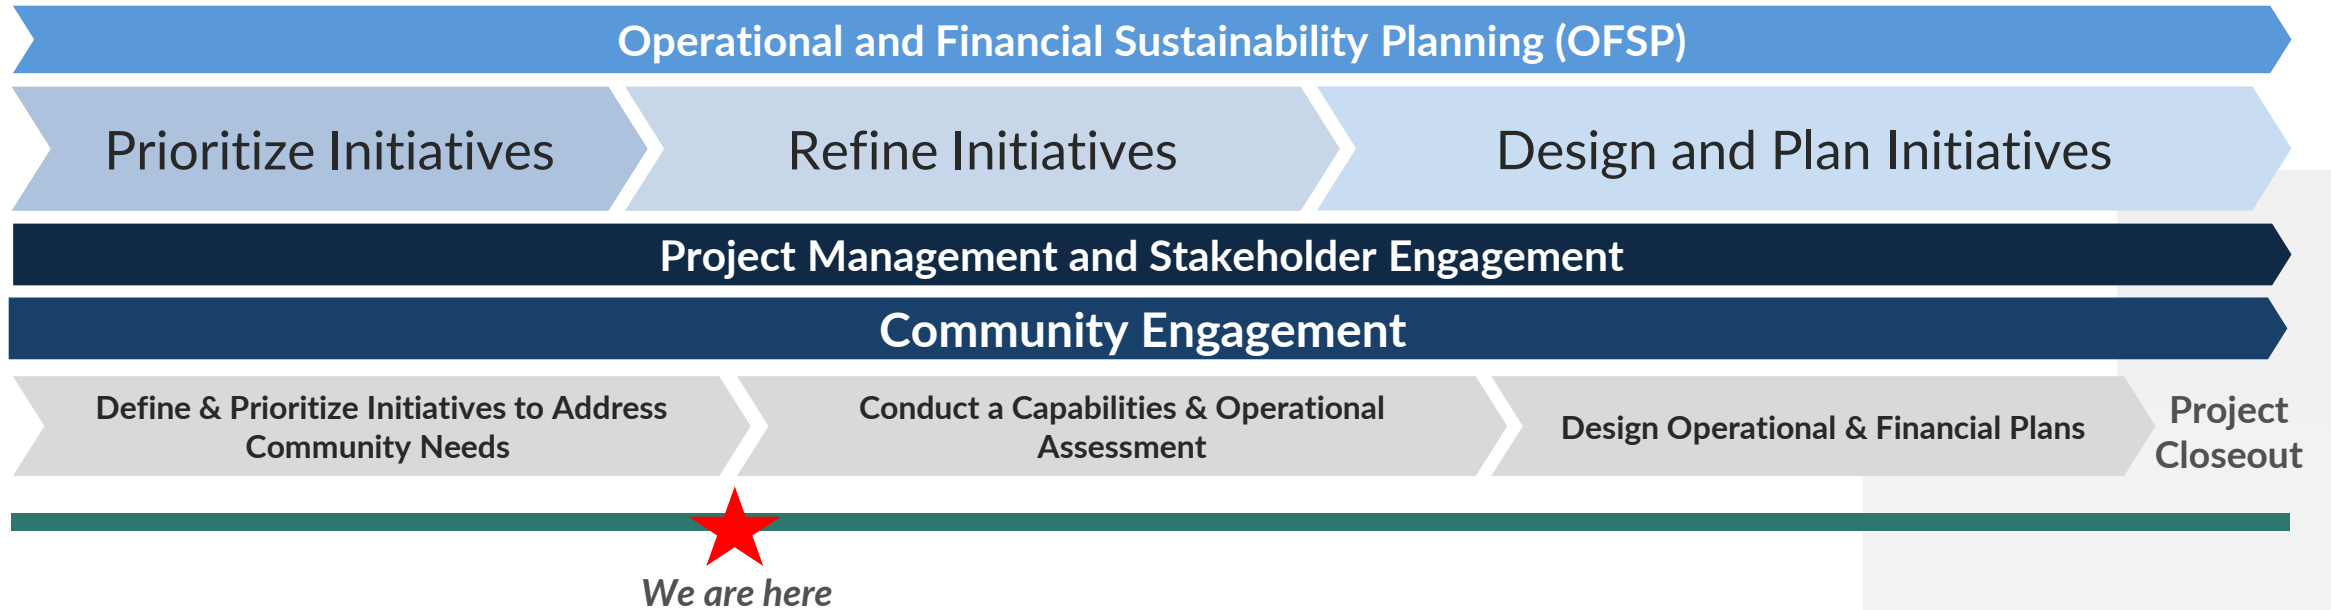 Operational and Financial Sustainability Planning (OFSP)
Prioritize Initiatives
Refine Initiatives
Design and Plan Initiatives
Project Management and Stakeholder Engagement
Community Engagement
Define & Prioritize Initiatives to Address
Community Needs
Conduct a Capabilities & Operational
Assessment
Design Operational & Financial Plans
Project
Closeout
We are here